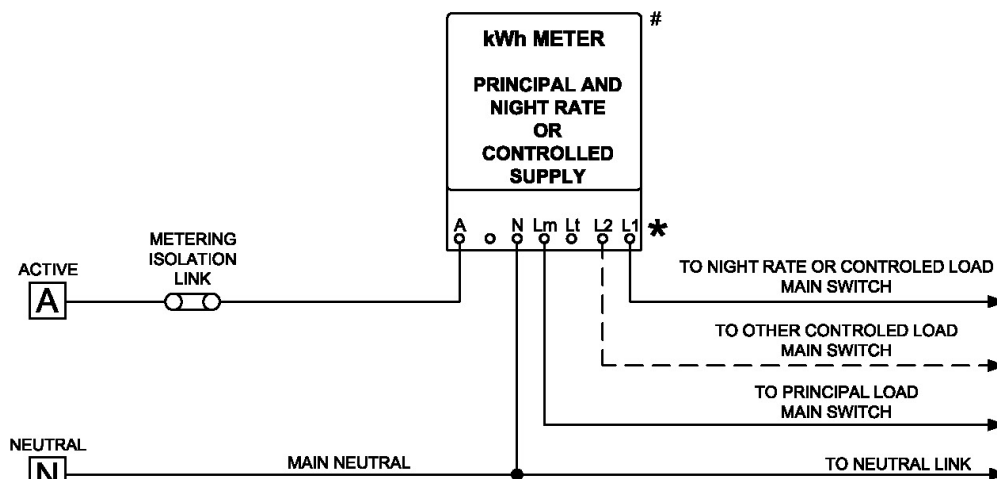 #
kWh METER
PRINCIPAL AND
NIGHT RATE
OR
CONTROLLED
SUPPLY
A N Lm Lt L2 L1 *
METERING
ISOLATION
LINK
ACTIVE
A
TO NIGHT RATE OR CONTROLED LOAD
MAIN SWITCH
TO OTHER CONTROLED LOAD
MAIN SWITCH
TO PRINCIPAL LOAD
MAIN SWITCH
NEUTRAL
N
MAIN NEUTRAL
TO NEUTRAL LINK